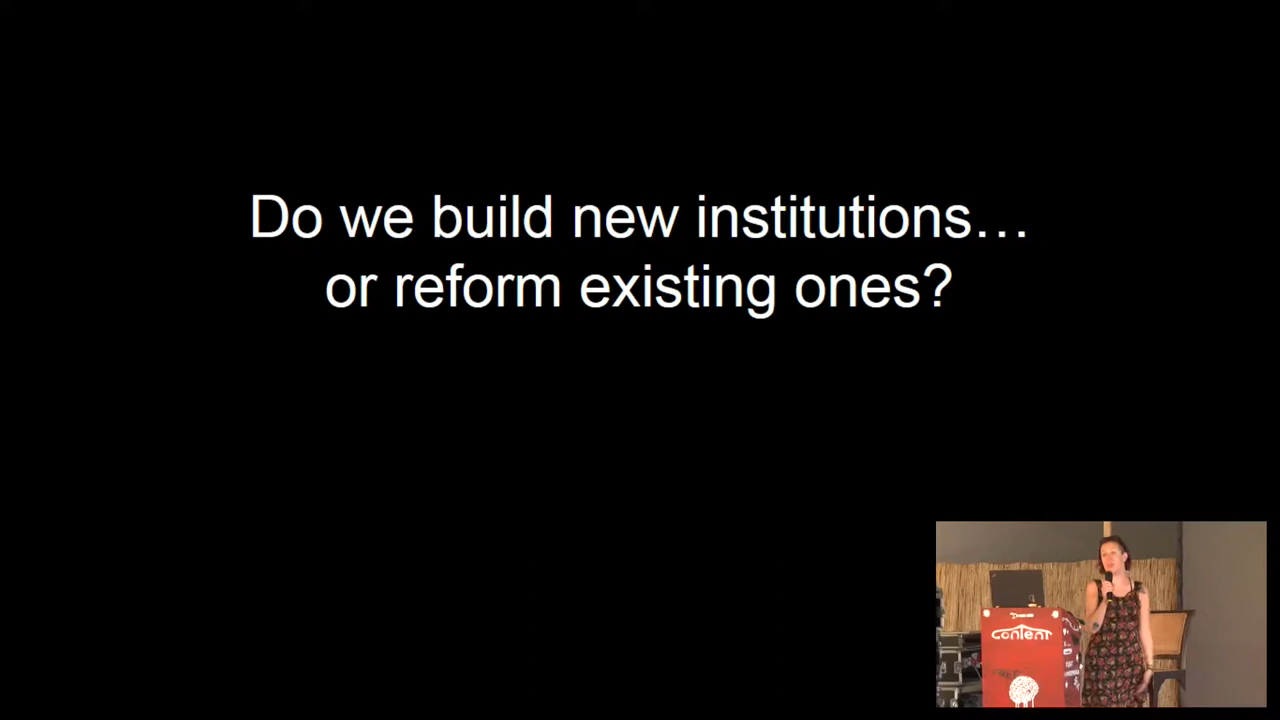 Do we build new institutions…
or reform existing ones?
content